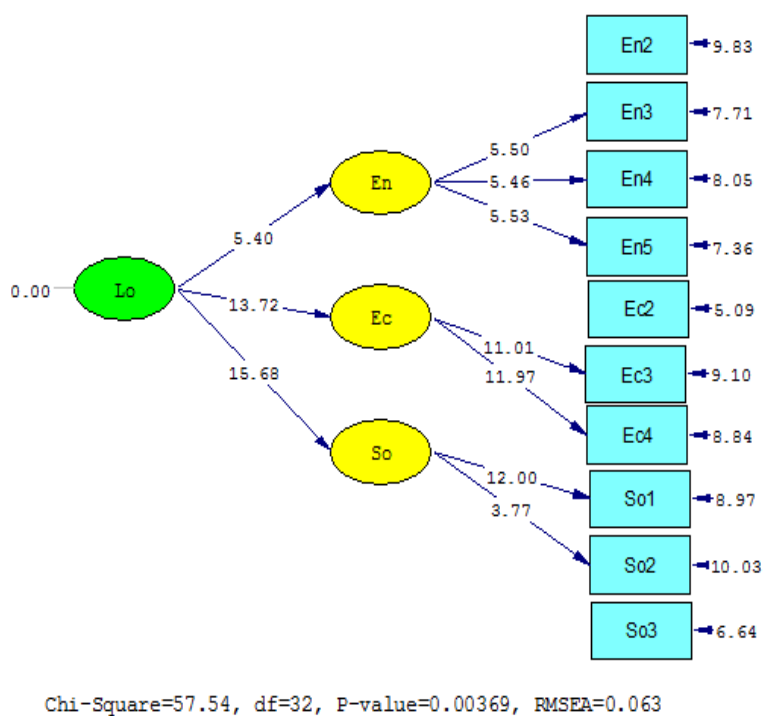 En2
9.83
En3
7.71
5.50
En
5.46
En4
8.05
5.53
En5
7.36
5.40
0.00
Lo
13.72
Ec
Ec2
5.09
11.01
Ec3
9.10
11.97
15.68
Ec4
8.84
So
12.00
So1
8.97
3.77
So2
10.03
So3
6.64
Chi-Square=57.54, df=32, P-value=0.00369, RMSEA=0.063